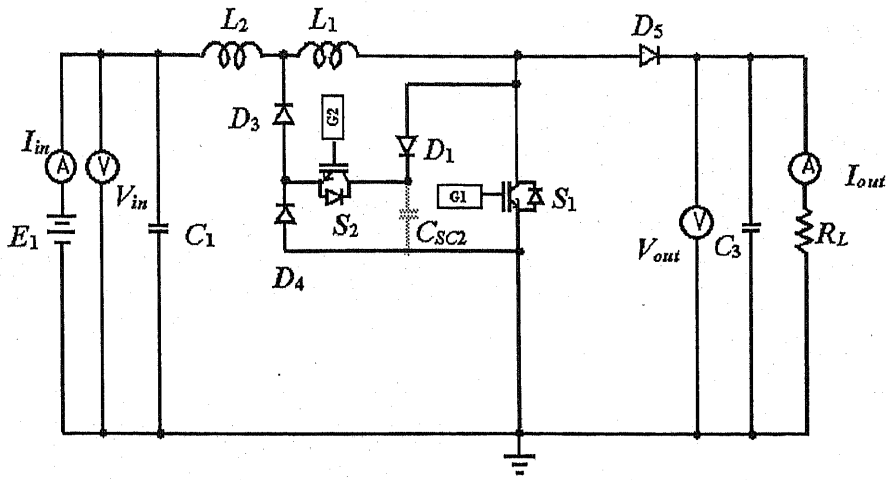 L2 L1 D5
D3 G2 D1
Iin A V Vin
G1 S1
A Iout
E1 C1 S2 CSC2
V Vout C3 RL
D4